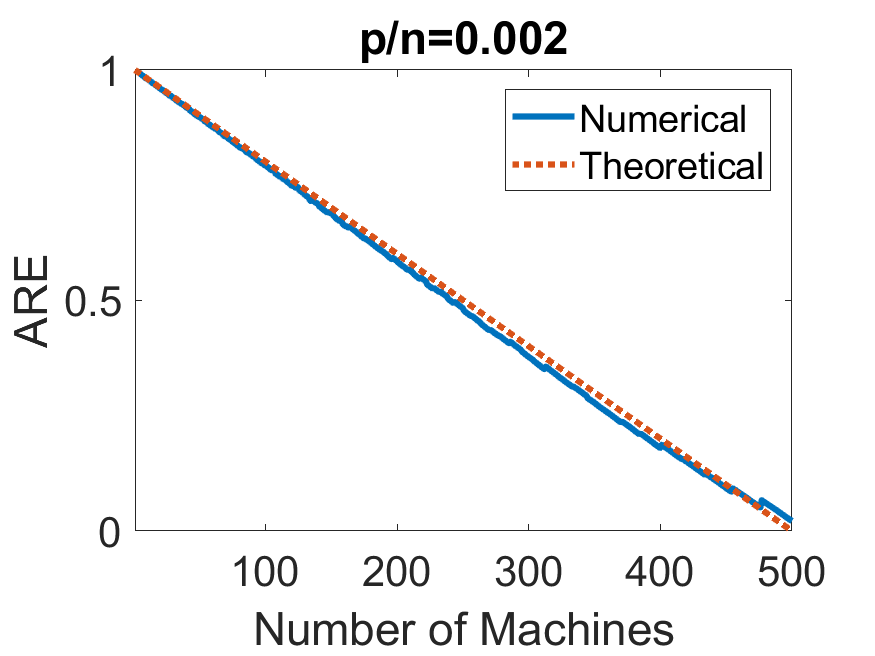 p/n=0.002
1
0.5
0
ARE
Numerical
Theoretical
100 200 300 400 500
Number of Machines